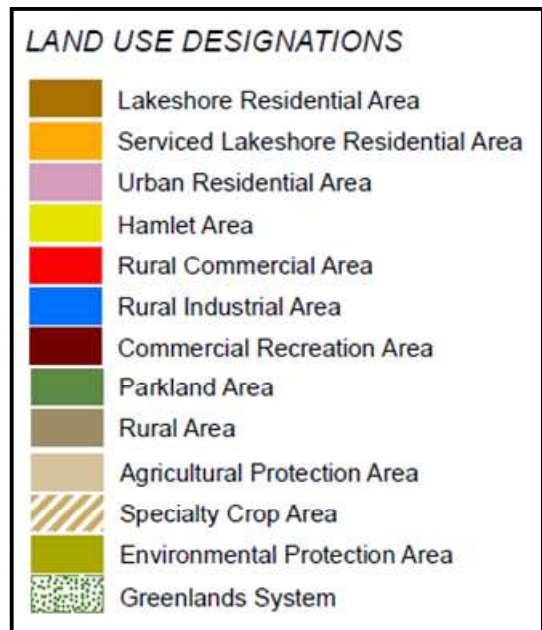 LAND USE DESIGNATIONS
Lakeshore Residential Area
Serviced Lakeshore Residential Area
Urban Residential Area
Hamlet Area
Rural Commercial Area
Rural Industrial Area
Commercial Recreation Area
Parkland Area
Rural Area
Agricultural Protection Area
Specialty Crop Area
Environmental Protection Area
Greenlands System